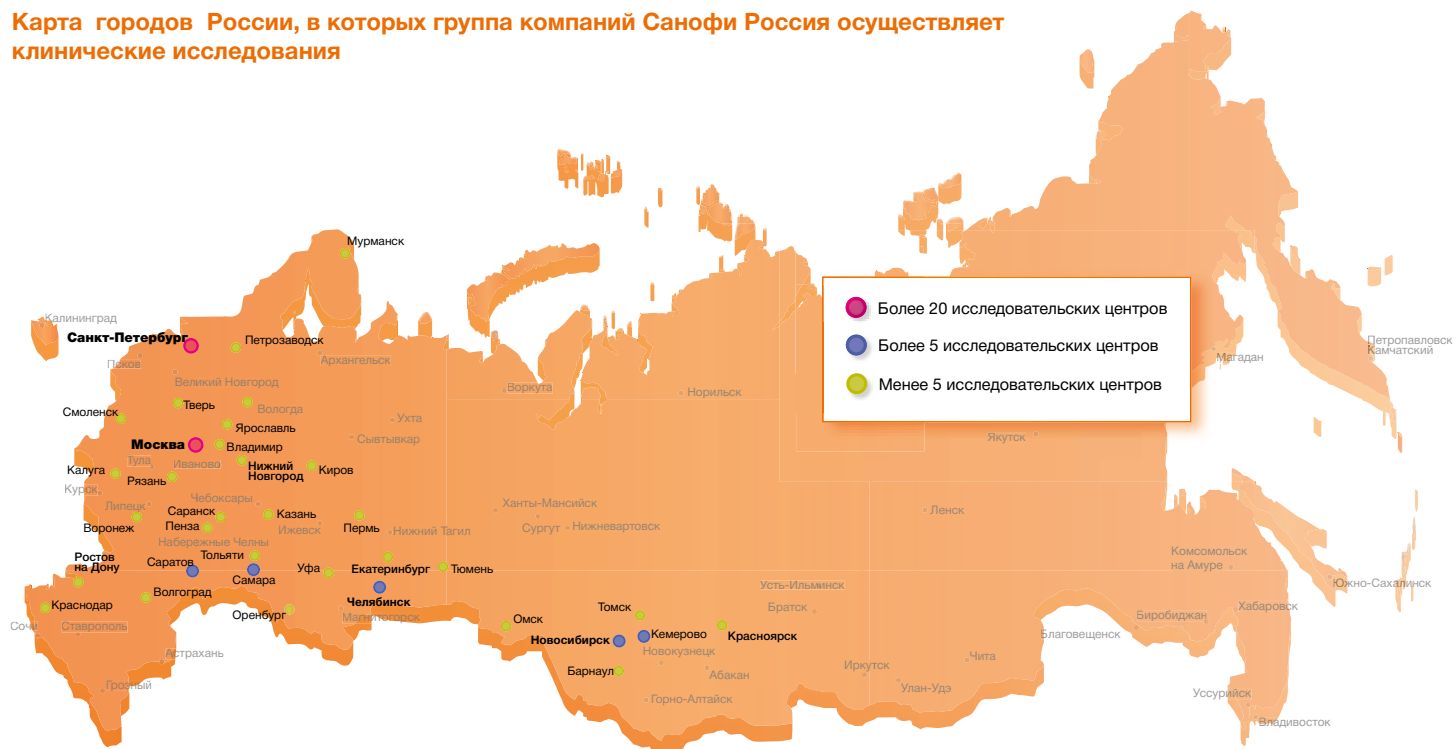 Карта городов России, в которых группа компаний Санофи Россия осуществляет
клинические исследования
Мурманск
Калининград
Санкт-Петербург
Петрозаводск
Псков
Архангельск
Великий Новгород
Воркута
Норильск
Смоленск
Тверь
Вологда
Ярославль
Ухта
Москва
Владимир
Сывтывкар
Калуга
Тула
Иваново
Рязань
Нижний
Новгород
Киров
Курск
Липецк
Чебоксары
Воронеж
Саранск
Пенза
Казань
Ижевск
Пермь
Нижний Тагил
Ханты-Мансийск
Сургут
Нижневартовск
Набережные Челны
Ростов
на Дону
Саратов
Тольяти
Самара
Уфа
Екатеринбург
Тюмень
Челябинск
Магнитогорск
Волгоград
Оренбург
Краснодар
Сочи
Ставрополь
Астрахань
Грозный
Омск
Томск
Новосибирск
Кемерово
Красноярск
Новокузнецк
Барнаул
Абакан
Горно-Алтайск
Усть-Ильминск
Братск
Иркутск
Улан-Удэ
Чита
Более 20 исследовательских центров
Более 5 исследовательских центров
Менее 5 исследовательских центров
Якутск
Ленск
Магадан
Петропавловск
Камчатский
Комсомольск
на Амуре
Южно-Сахалинск
Биробиджан
Хабаровск
Благовещенск
Уссурийск
Владивосток